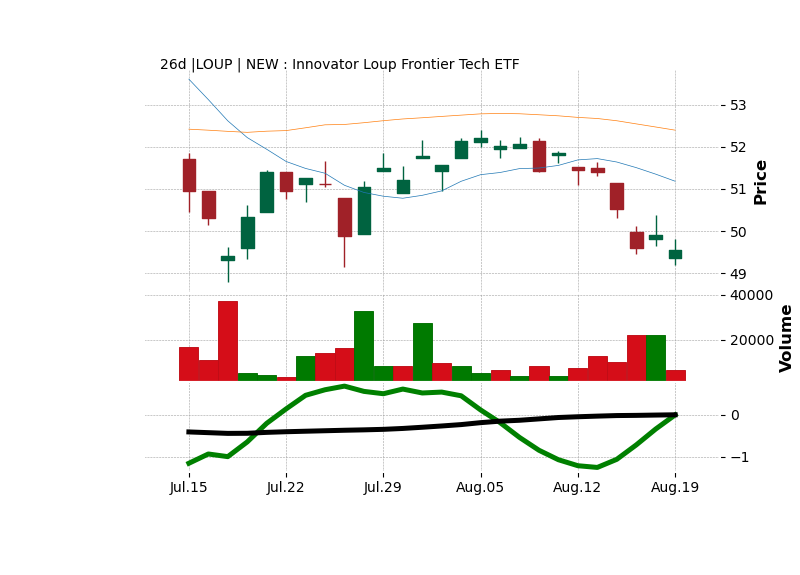 26d |LOUP | NEW : Innovator Loup Frontier Tech ETF
53
52
51
50
49
Price
40000
20000
Volume
0
−1
Jul.15 Jul.22 Jul.29 Aug.05 Aug.12 Aug.19